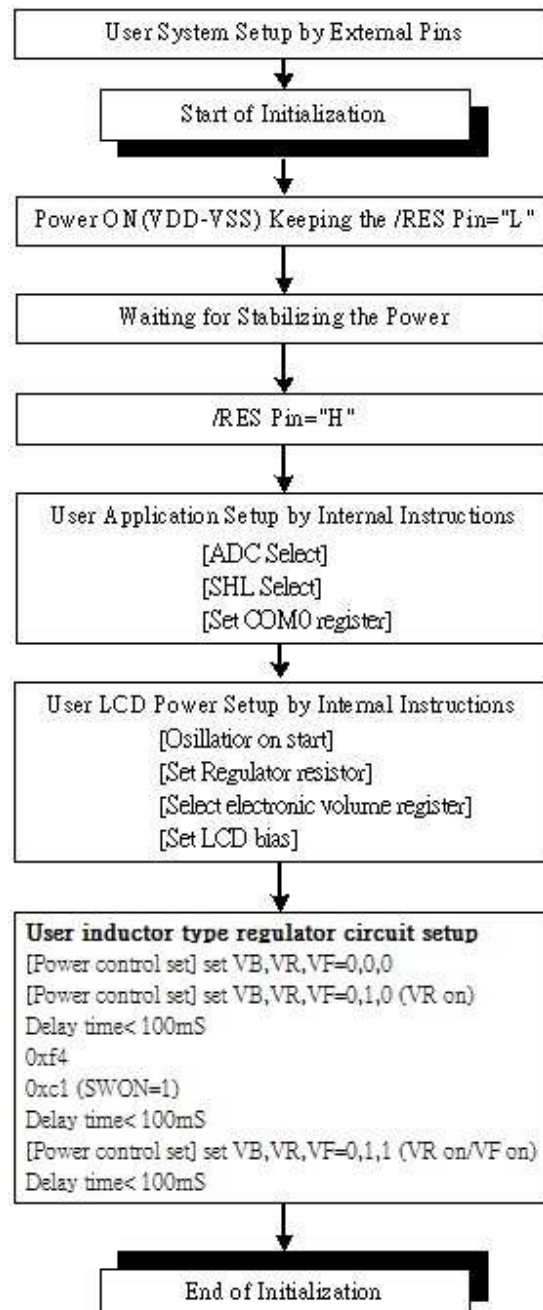 User System Setup by External Pins
Start of Initialization
Power ON(VDD-VSS) Keeping the /RES Pin="L"
Waiting for Stabilizing the Power
/RES Pin="H"
User Application Setup by Internal Instructions
[ADC Select]
[SHL Select]
[Set COM0 register]
User LCD Power Setup by Internal Instructions
[Osillatior on start]
[Set Regulator resistor]
[Select electronic volume register]
[Set LCD bias]
User inductor type regulator circuit setup
[Power control set] set VB,VR,VF=0,0,0
[Power control set] set VB,VR,VF=0,1,0 (VR on)
Delay time< 100mS
0xf4
0xc1 (SWON=1)
Delay time< 100mS
[Power control set] set VB,VR,VF=0,1,1 (VR on/VF on)
Delay time< 100mS
End of Initialization